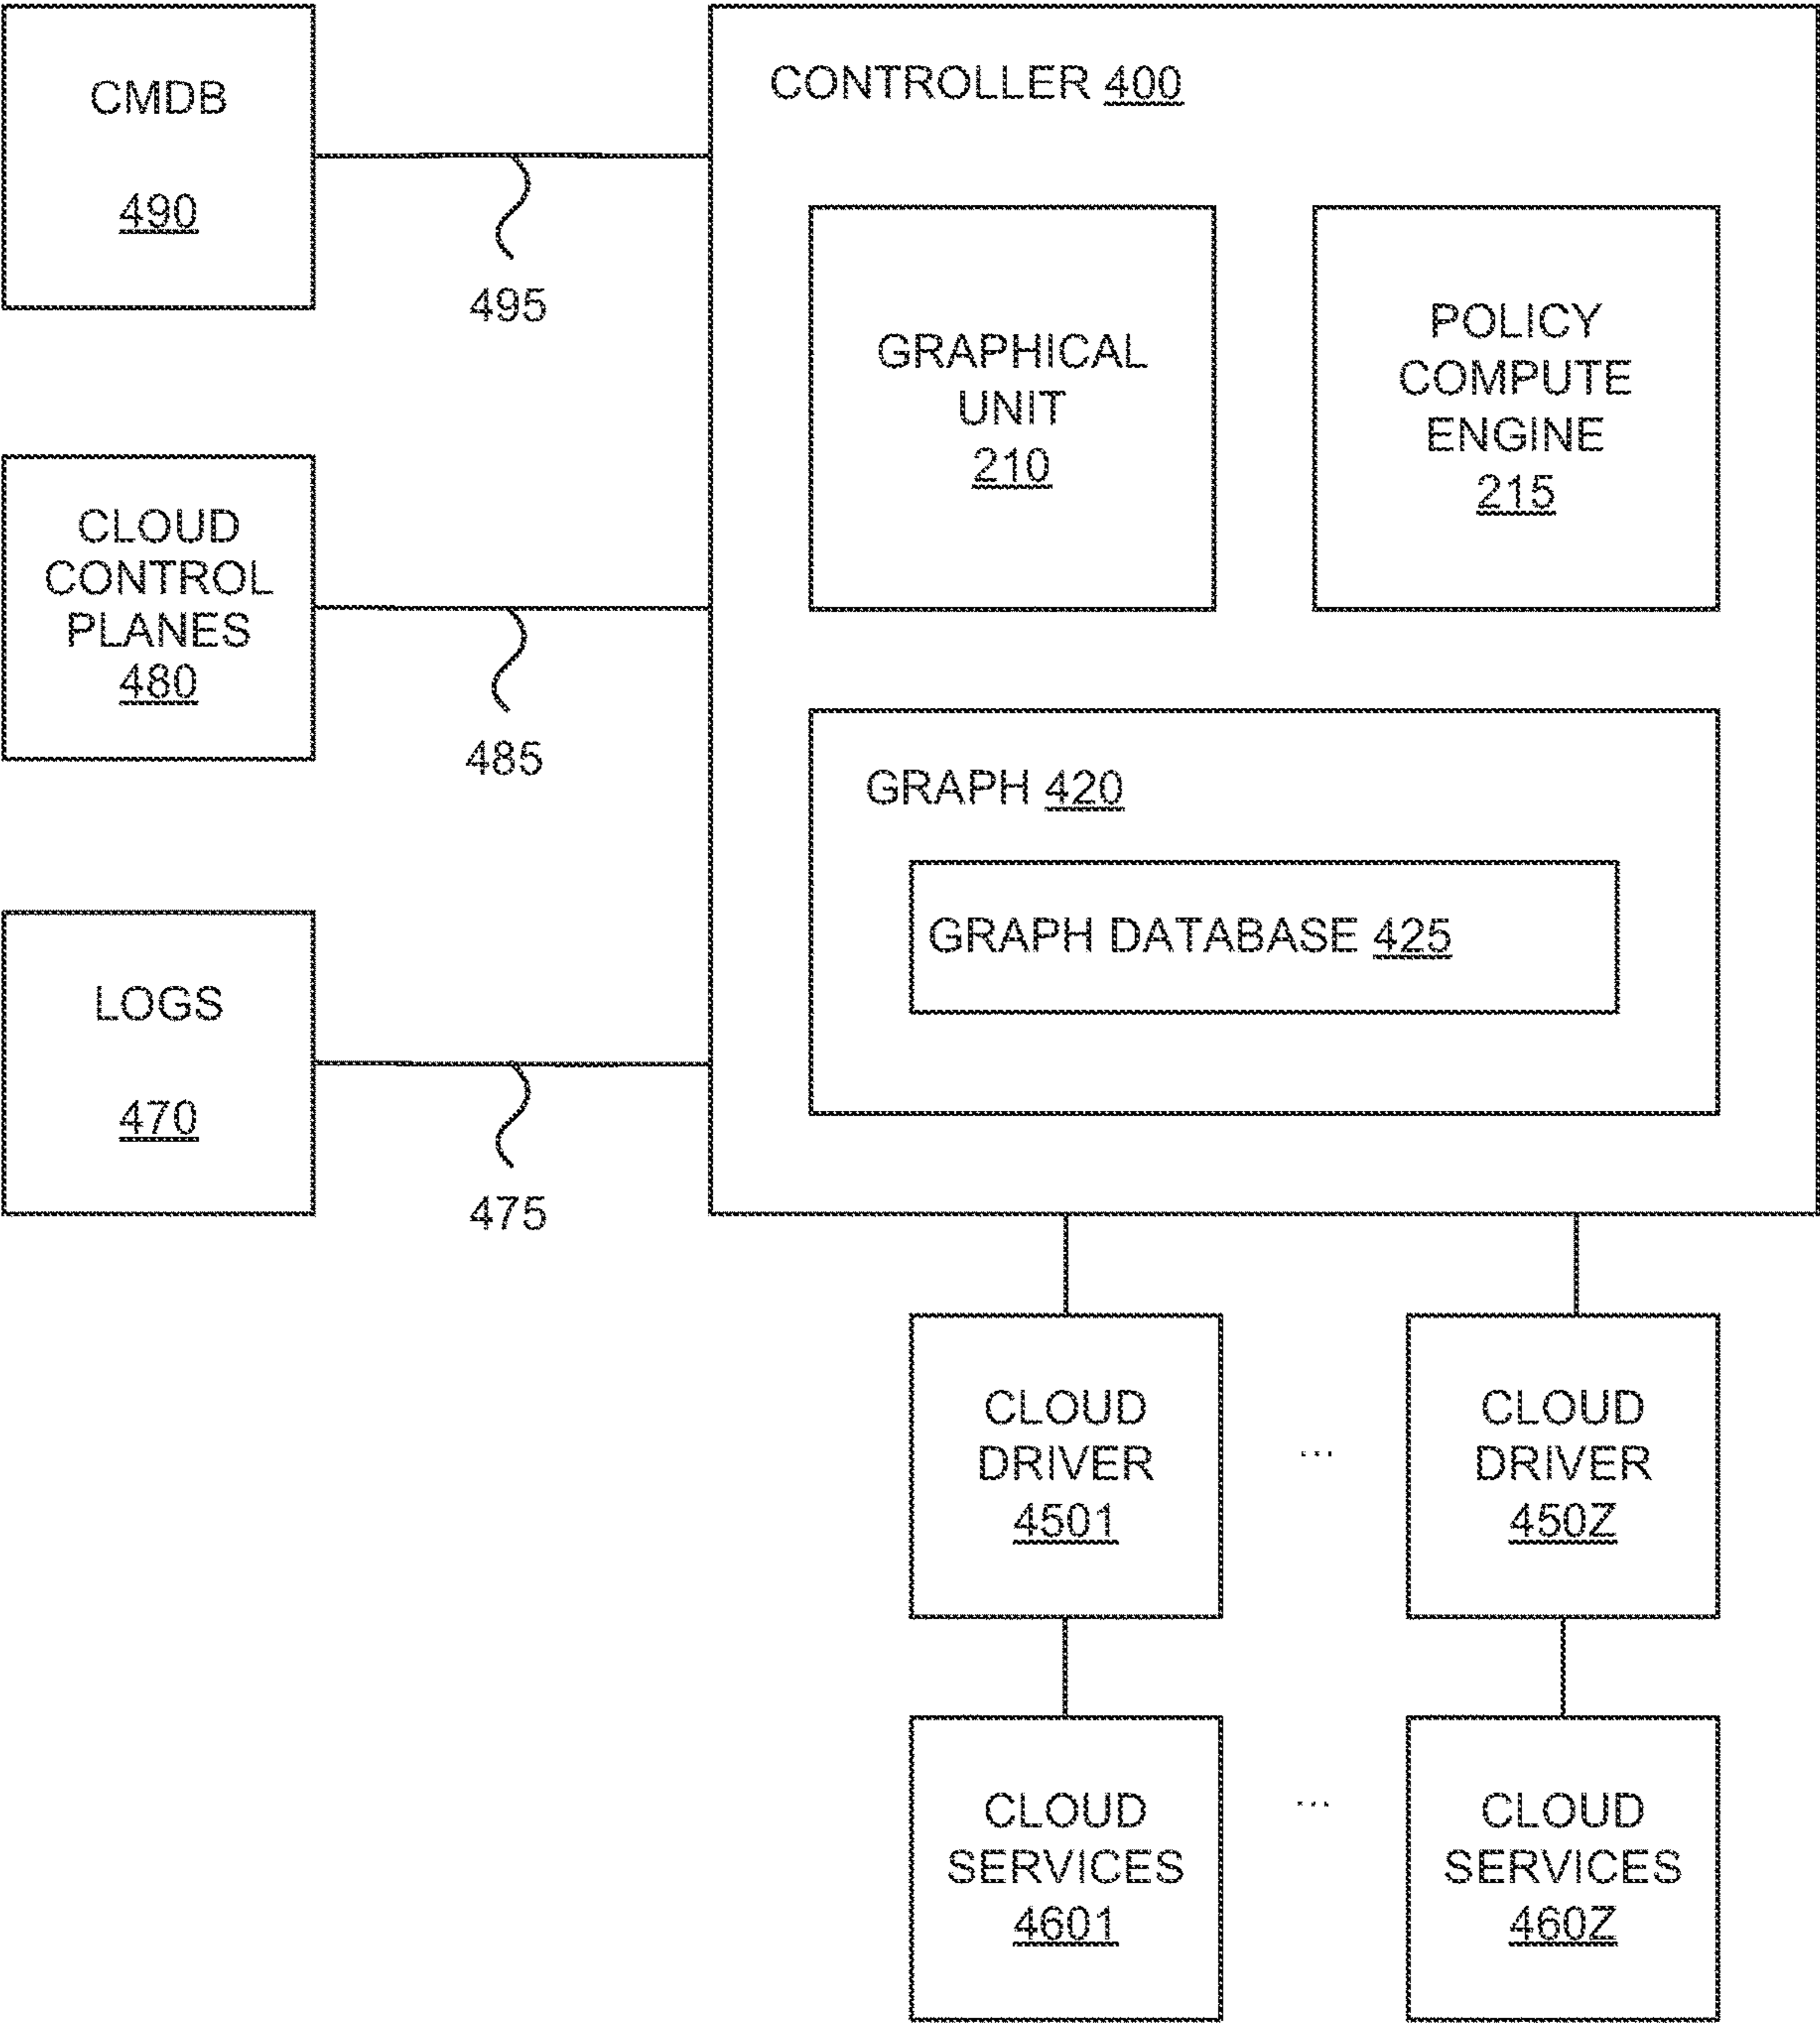 CMDB
490
495
CLOUD
CONTROL
PLANES
480
485
LOGS
470
475
CONTROLLER 400
GRAPHICAL
UNIT
210
POLICY
COMPUTE
ENGINE
215
GRAPH 420
GRAPH DATABASE 425
CLOUD
DRIVER
4501
...
CLOUD
DRIVER
450Z
CLOUD
SERVICES
4601
...
CLOUD
SERVICES
460Z